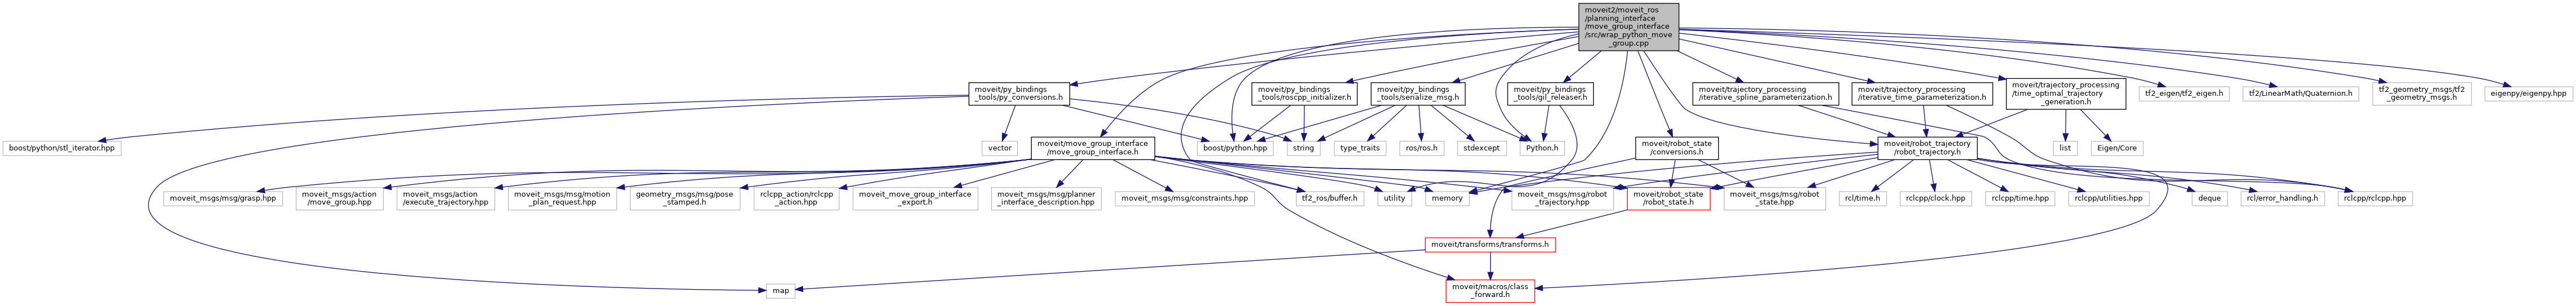 moveit2/moveit_ros
/planning_interface
/move_group_interface
/src/wrap_python_move
_group.cpp
moveit/py_bindings
_tools/py_conversions.h
moveit/py_bindings
_tools/roscpp_initializer.h
moveit/py_bindings
_tools/serialize_msg.h
moveit/py_bindings
_tools/gil_releaser.h
moveit/trajectory_processing
/iterative_spline_parameterization.h
moveit/trajectory_processing
/iterative_time_parameterization.h
moveit/trajectory_processing
/time_optimal_trajectory
_generation.h
tf2_eigen/tf2_eigen.h
tf2/LinearMath/Quaternion.h
tf2_geometry_msgs/tf2
_geometry_msgs.h
eigenpy/eigenpy.hpp
boost/python/stl_iterator.hpp
vector
moveit/move_group_interface
/move_group_interface.h
boost/python.hpp
string
type_traits
ros/ros.h
stdexcept
Python.h
moveit/robot_state
/conversions.h
moveit/robot_trajectory
/robot_trajectory.h
list
Eigen/Core
moveit_msgs/msg/grasp.hpp
moveit_msgs/action
/move_group.hpp
moveit_msgs/action
/execute_trajectory.hpp
moveit_msgs/msg/motion
_plan_request.hpp
geometry_msgs/msg/pose
_stamped.h
rclcpp_action/rclcpp
_action.hpp
moveit_move_group_interface
_export.h
moveit_msgs/msg/planner
_interface_description.hpp
moveit_msgs/msg/constraints.hpp
tf2_ros/buffer.h
utility
memory
moveit_msgs/msg/robot
_trajectory.hpp
moveit/robot_state
/robot_state.h
moveit_msgs/msg/robot
_state.hpp
rcl/time.h
rclcpp/clock.hpp
rclcpp/time.hpp
rclcpp/utilities.hpp
deque
rcl/error_handling.h
rclcpp/rclcpp.hpp
moveit/transforms/transforms.h
map
moveit/macros/class
_forward.h